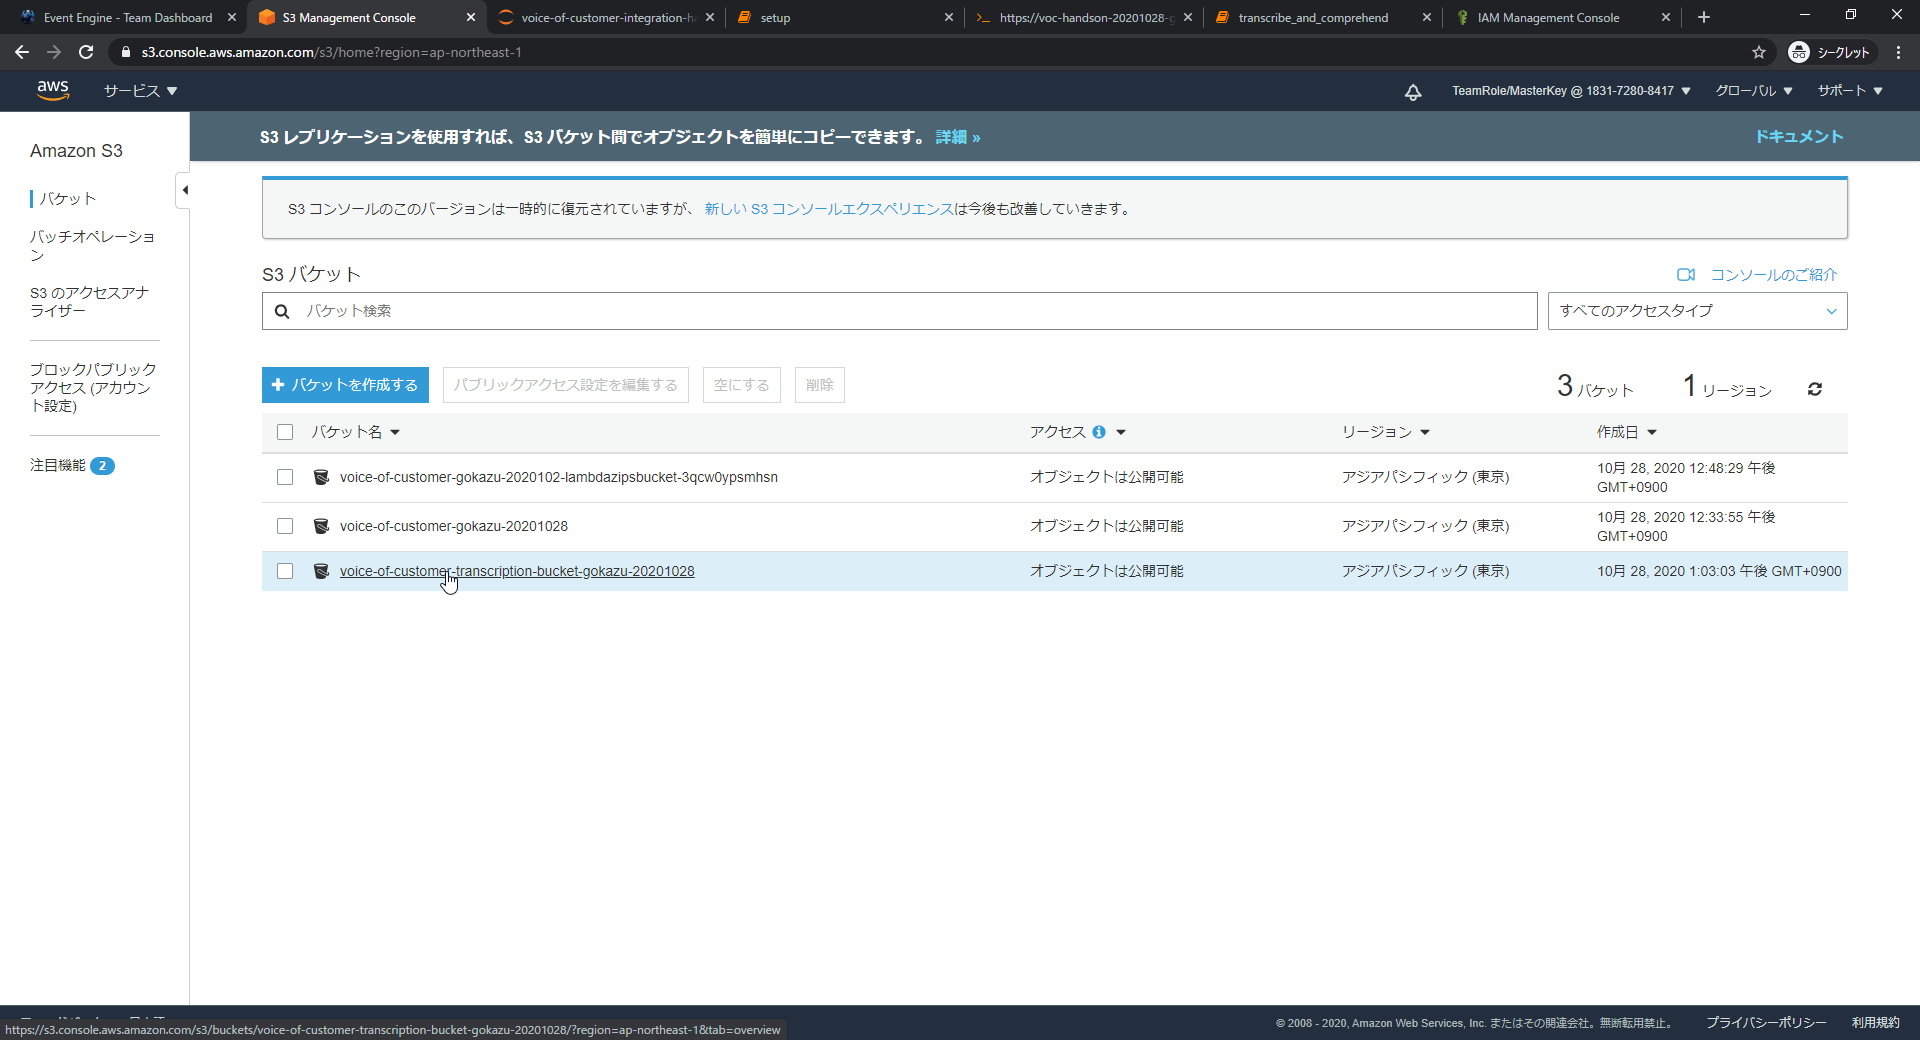 Event Engine - Team Dashboard
S3 Management Console
voice-of-customer-integration-ha
setup
https://voc-handson-20201028-g
transcribe_and_comprehend
IAM Management Console
s3.console.aws.amazon.com/s3/home?region=ap-northeast-1
シークレット
aws
サービス
TeamRole/MasterKey @ 1831-7280-8417
グローバル
サポート
Amazon S3
バケット
バッチオペレーショ
ン
S3 のアクセスアナ
ライザー
ブロックパブリック
アクセス (アカウン
ト設定)
注目機能 2
S3 レプリケーションを使用すれば、S3 バケット間でオブジェクトを簡単にコピーできます。 詳細 »
ドキュメント
S3 コンソールのこのバージョンは一時的に復元されていますが、 新しい S3 コンソールエクスペリエンスは今後も改善していきます。
S3 バケット
コンソールのご紹介
バケット検索
すべてのアクセスタイプ
バケットを作成する
パブリックアクセス設定を編集する
空にする
削除
3 バケット
1 リージョン
バケット名 アクセス リージョン 作成日
voice-of-customer-gokazu-2020102-lambdazipsbucket-3qcw0ypsmhsn オブジェクトは公開可能 アジアパシフィック (東京) 10月 28, 2020 12:48:29 午後
GMT+0900
voice-of-customer-gokazu-20201028 オブジェクトは公開可能 アジアパシフィック (東京) 10月 28, 2020 12:33:55 午後
GMT+0900
voice-of-customer-transcription-bucket-gokazu-20201028 オブジェクトは公開可能 アジアパシフィック (東京) 10月 28, 2020 1:03:03 午後 GMT+0900
https://s3.console.aws.amazon.com/s3/buckets/voice-of-customer-transcription-bucket-gokazu-20201028/?region=ap-northeast-1&tab=overview
© 2008 - 2020, Amazon Web Services, Inc. またはその関連会社。無断転用禁止。
プライバシーポリシー
利用規約